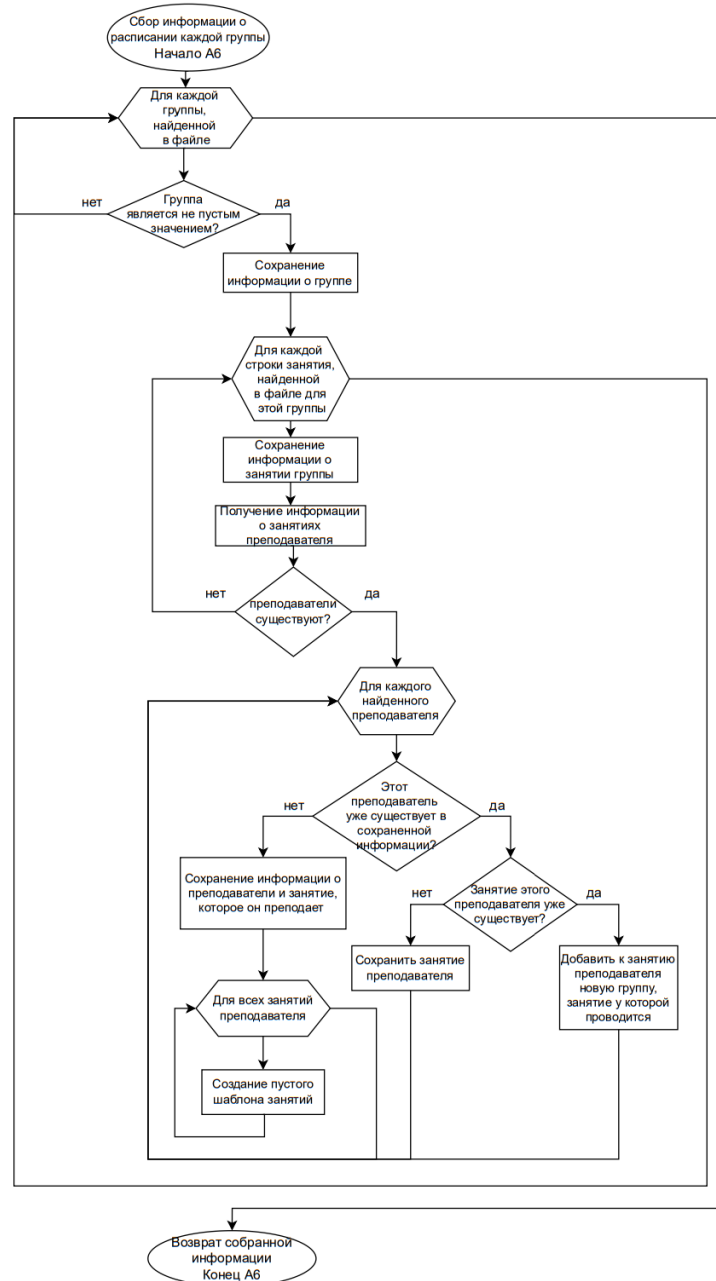 Сбор информации о
расписании каждой группы
Начало А6
Для каждой
группы,
найденной
в файле
нет
Группа
является не пустым
значением?
да
Сохранение
информации о группе
Для каждой
строки занятия,
найденной
в файле для
этой группы
Сохранение
информации о
занятии группы
Получение информации
о занятиях
преподавателя
нет
преподаватели
существуют?
да
Для каждого
найденного
преподавателя
нет
Этот
преподаватель
уже существует в
сохраненной
информации?
да
Сохранение информации о
преподавателе и занятие,
которое он преподает
нет
Занятие этого
преподавателя уже
существует?
да
Сохранить занятие
преподавателя
Добавить к занятию
преподавателя
новую группу,
занятие у которой
проводится
Для всех занятий
преподавателя
Создание пустого
шаблона занятий
Возврат собранной
информации
Конец А6